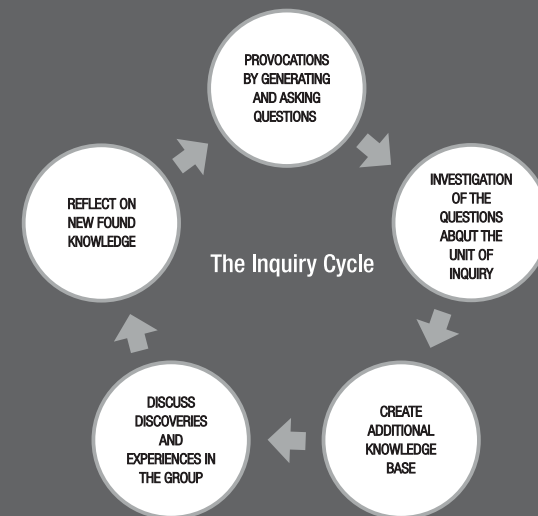 PROVOCATIONS
BY GENERATING
AND ASKING
QUESTIONS
INVESTIGATION
OF THE
QUESTIONS
ABQUT THE
UNIT OF
INQUIRY
CREATE
ADDITIONAL
KNOWLEDGE
BASE
DISCUSS
DISCOVERIES
AND
EXPERIENCES IN
THE GROUP
REFLECT ON
NEW FOUND
KNOWLEDGE
The Inquiry Cycle